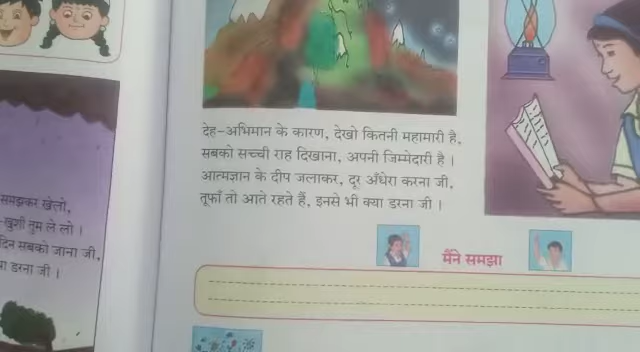 समझकर खेलो,
खुशी तुम ले लो ।
दिन सबको जाना जी,
डरना जी ।
देह-अभिमान के कारण, देखो कितनी महामारी है,
सबको सच्ची राह दिखाना, अपनी जिम्मेदारी है ।
आत्मज्ञान के दीप जलाकर, दूर अँधेरा करना जी,
तूफाँ तो आते रहते हैं, इनसे भी क्या डरना जी ।
मैंने समझा